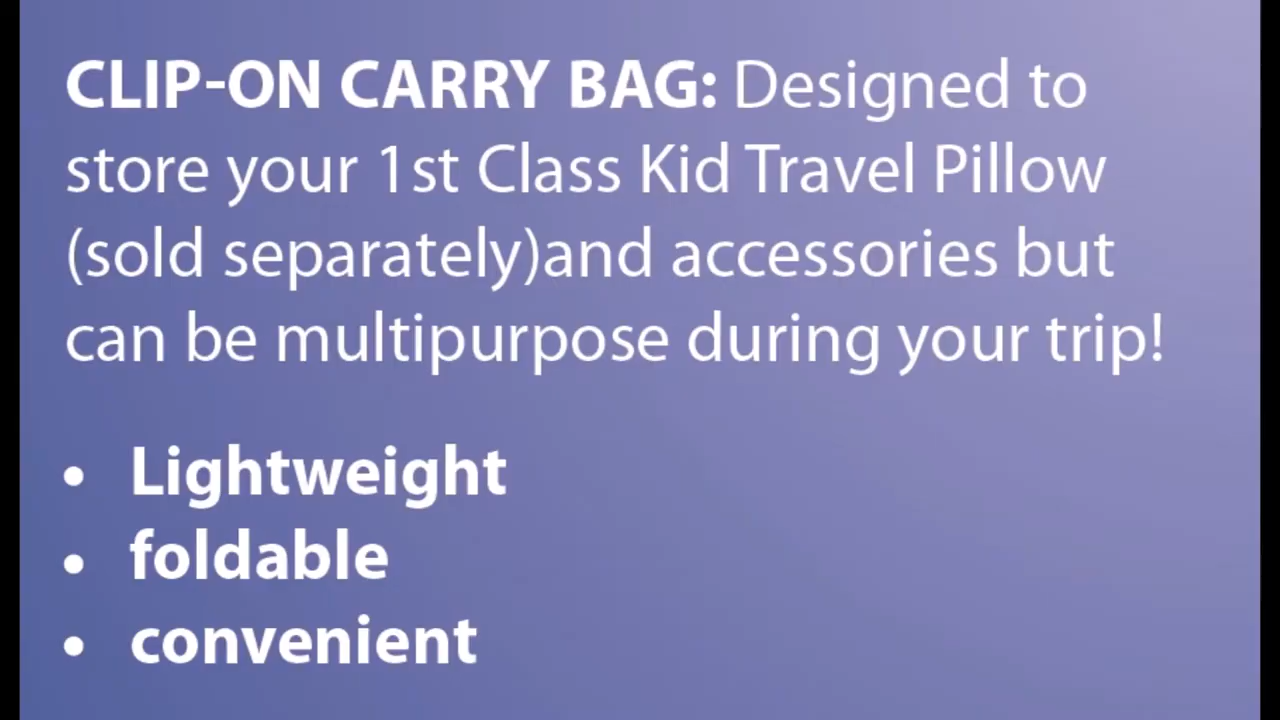 CLIP-ON CARRY BAG: Designed to
store your 1st Class Kid Travel Pillow
(sold separately)and accessories but
can be multipurpose during your trip!
• Lightweight
• foldable
• convenient